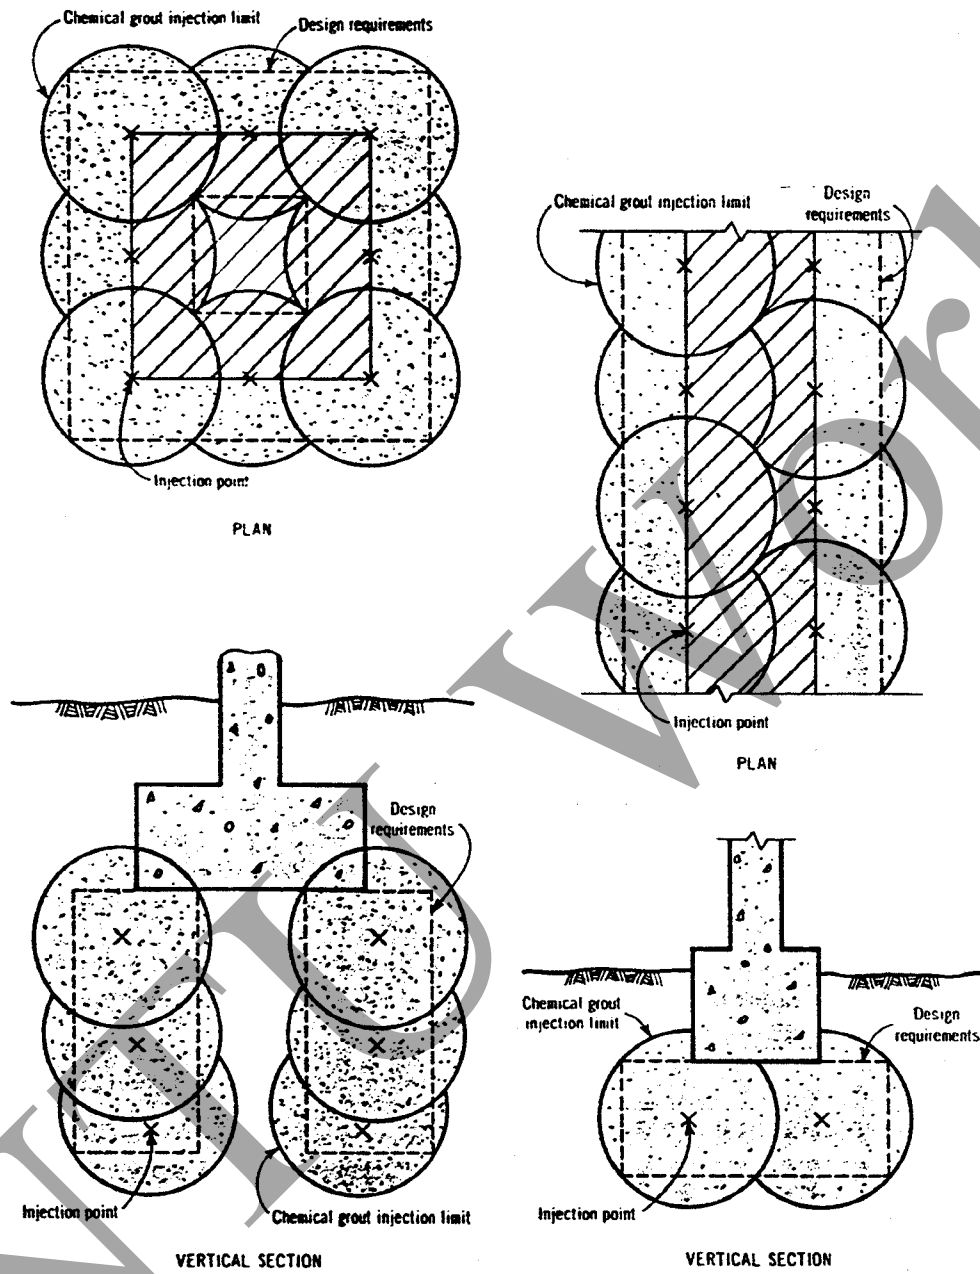 Chemical grout injection limit
Design requirements
Injection point
PLAN
Chemical grout injection limit
Design
requirements
Injection point
PLAN
Design
requirements
Injection point
Chemical grout injection limit
VERTICAL SECTION
Chemical grout
injection limit
Design
requirements
Injection point
VERTICAL SECTION